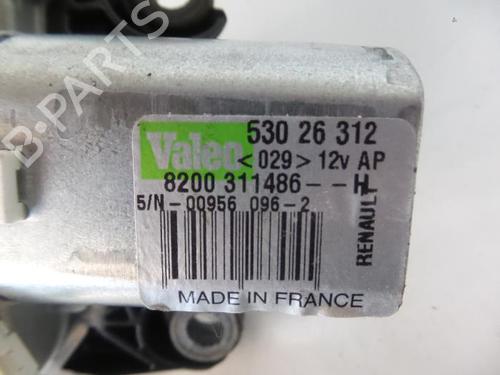 Valeo 530 26 312
<029> 12v AP
8200 311486--H
S/N-00956 096-2
RENAULT
MADE IN FRANCE
B-PARTS